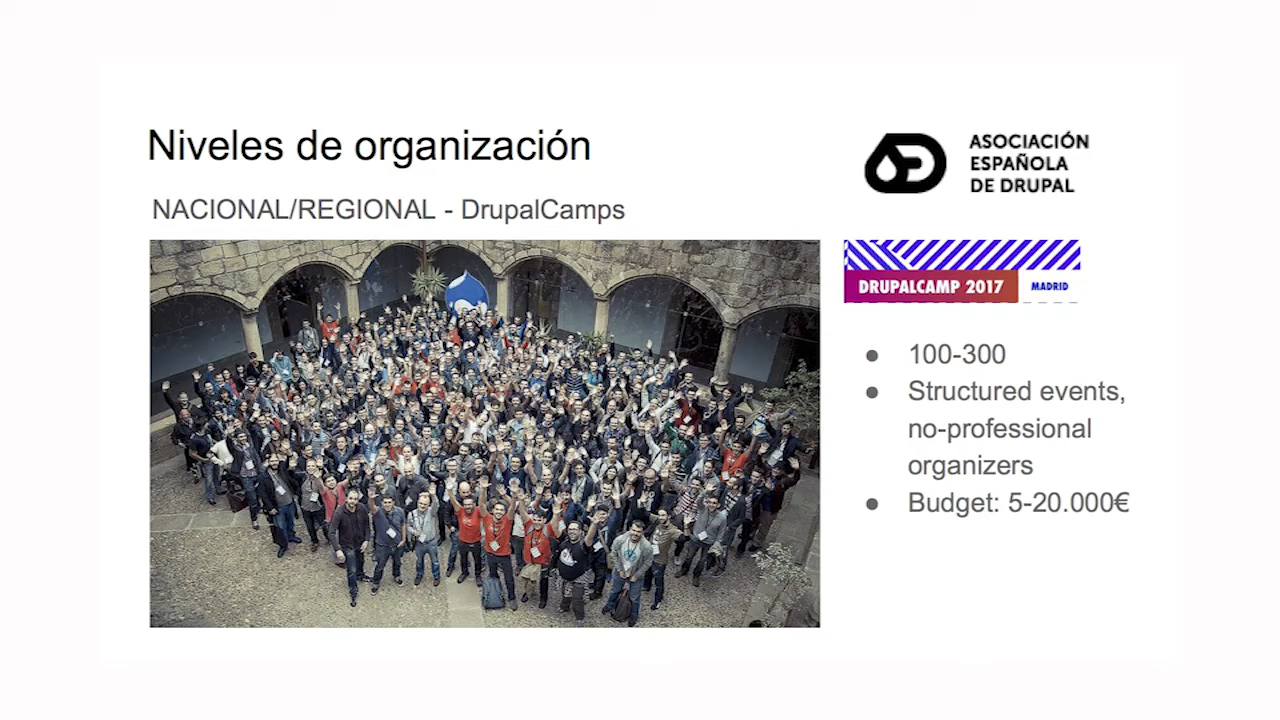 Niveles de organización
NACIONAL/REGIONAL - DrupalCamps
ASOCIACIÓN
ESPAÑOLA
DE DRUPAL
DRUPALCAMP 2017
MADRID
● 100-300
● Structured events,
no-professional
organizers
● Budget: 5-20.000€